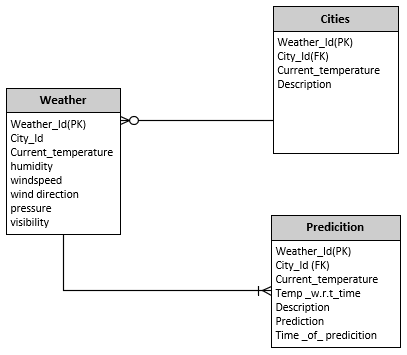 Cities
Weather_Id(PK)
City_Id(FK)
Current_temperature
Description
Weather
Weather_Id(PK)
City_Id
Current_temperature
humidity
windspeed
wind direction
pressure
visibility
Predicition
Weather_Id(PK)
City_Id (FK)
Current_temperature
Temp _w.r.t_time
Description
Prediction
Time _of_ predicition